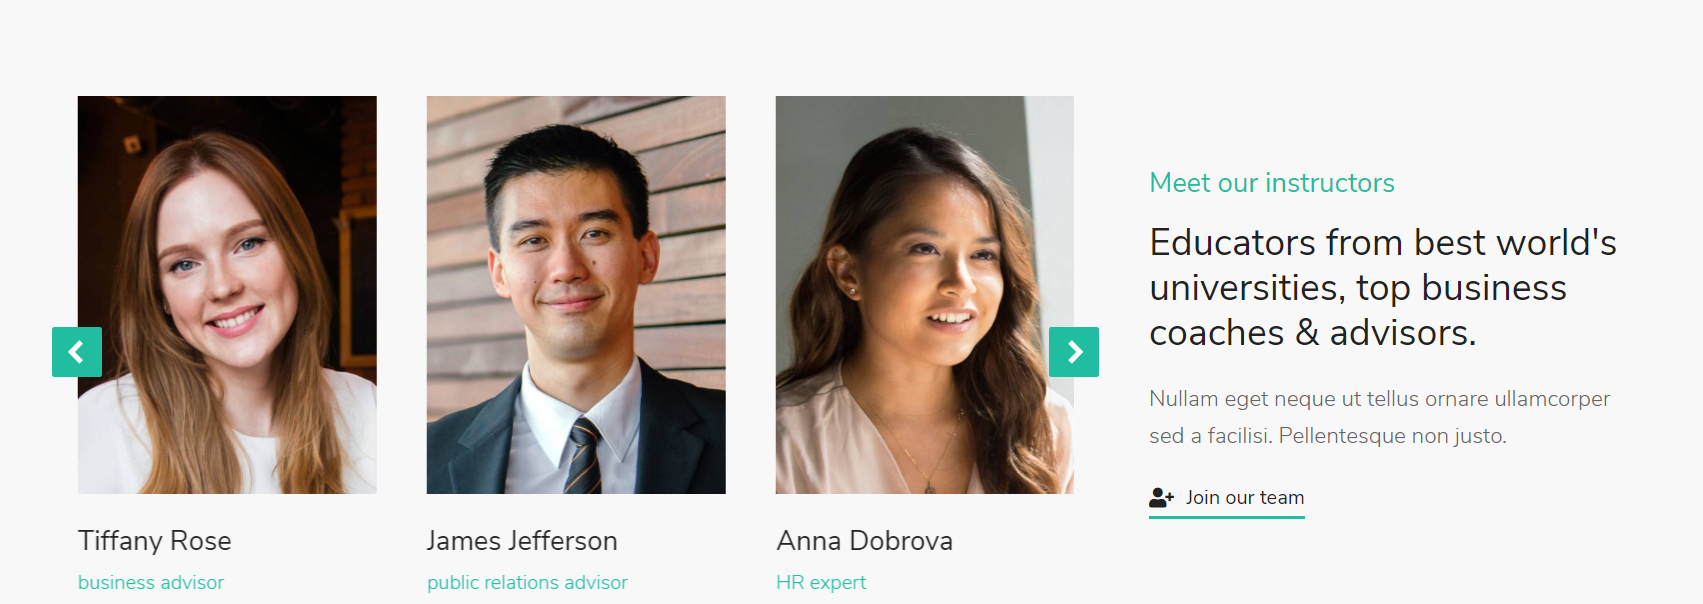 Tiffany Rose
business advisor
James Jefferson
public relations advisor
Anna Dobrova
HR expert
Meet our instructors
Educators from best world's
universities, top business
coaches & advisors.
Nullam eget neque ut tellus ornare ullamcorper
sed a facilisi. Pellentesque non justo.
Join our team